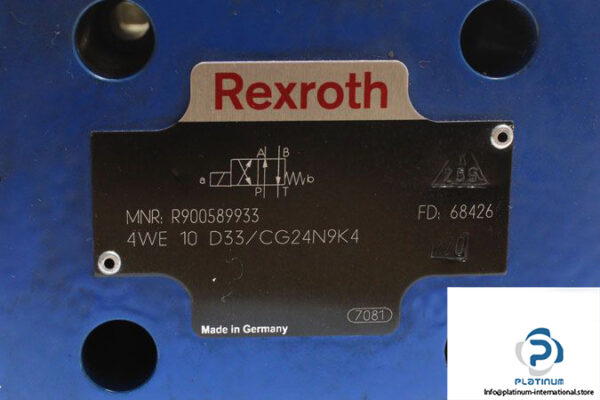 Rexroth
A B
a b
P T
MNR: R900589933
FD: 68426
4WE 10 D33/CG24N9K4
7081
Made in Germany
PLATINUM
Info@platinum-international.store